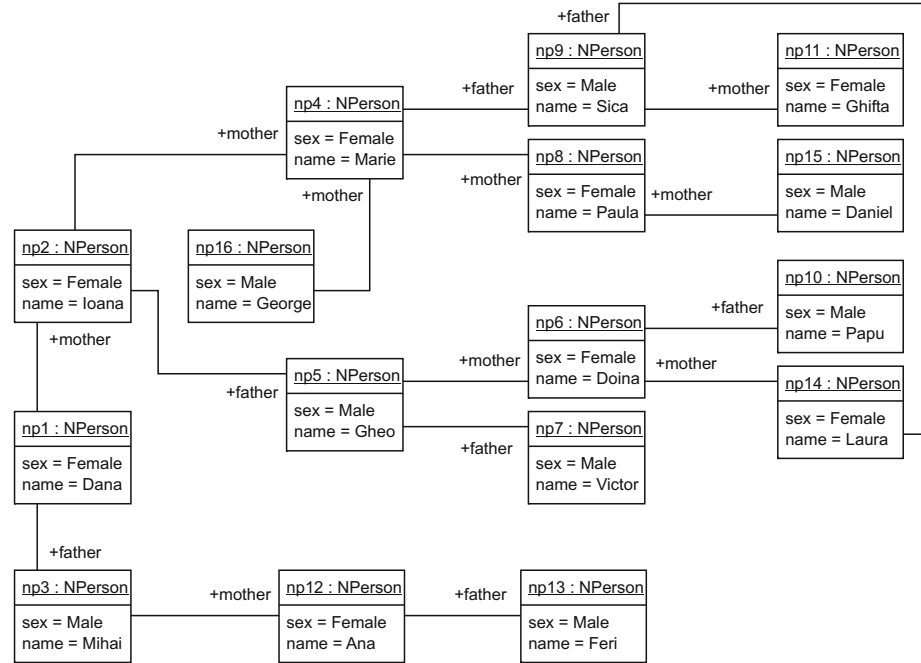 +father
np9 : NPerson
sex = Male
name = Sica
np11 : NPerson
sex = Female
name = Ghifta
+father
+mother
np4 : NPerson
sex = Female
name = Marie
+mother
+mother
+mother
np8 : NPerson
sex = Female
name = Paula
+mother
np15 : NPerson
sex = Male
name = Daniel
np2 : NPerson
sex = Female
name = Ioana
np16 : NPerson
sex = Male
name = George
+mother
np10 : NPerson
sex = Male
name = Papu
+father
np6 : NPerson
sex = Female
name = Doina
+mother
+mother
np5 : NPerson
sex = Male
name = Gheo
+father
np14 : NPerson
sex = Female
name = Laura
+father
np7 : NPerson
sex = Male
name = Victor
np1 : NPerson
sex = Female
name = Dana
+father
np3 : NPerson
sex = Male
name = Mihai
+mother
np12 : NPerson
sex = Female
name = Ana
+father
np13 : NPerson
sex = Male
name = Feri